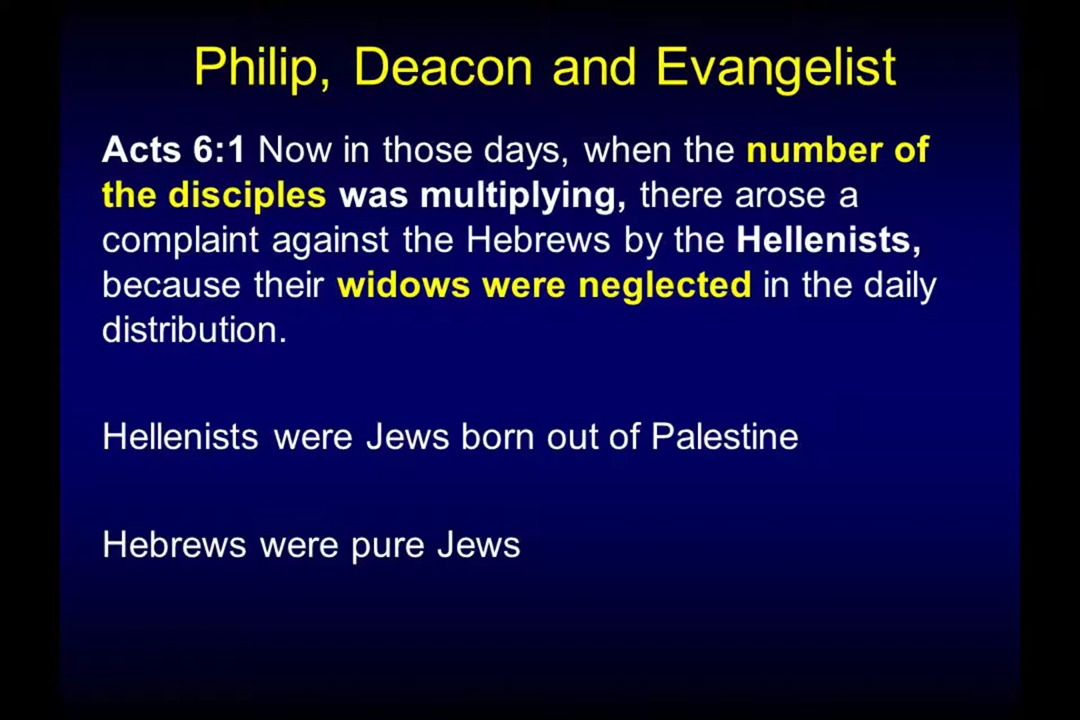 Philip, Deacon and Evangelist
Acts 6:1 Now in those days, when the number of
the disciples was multiplying, there arose a
complaint against the Hebrews by the Hellenists,
because their widows were neglected in the daily
distribution.
Hellenists were Jews born out of Palestine
Hebrews were pure Jews